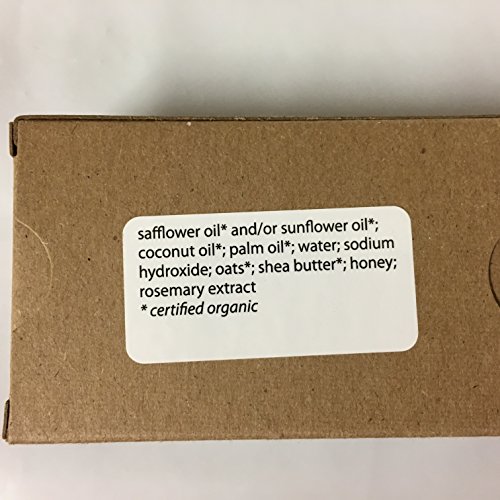 safflower oil* and/or sunflower oil*;
coconut oil*; palm oil*; water; sodium
hydroxide; oats*; shea butter*; honey;
rosemary extract
* certified organic